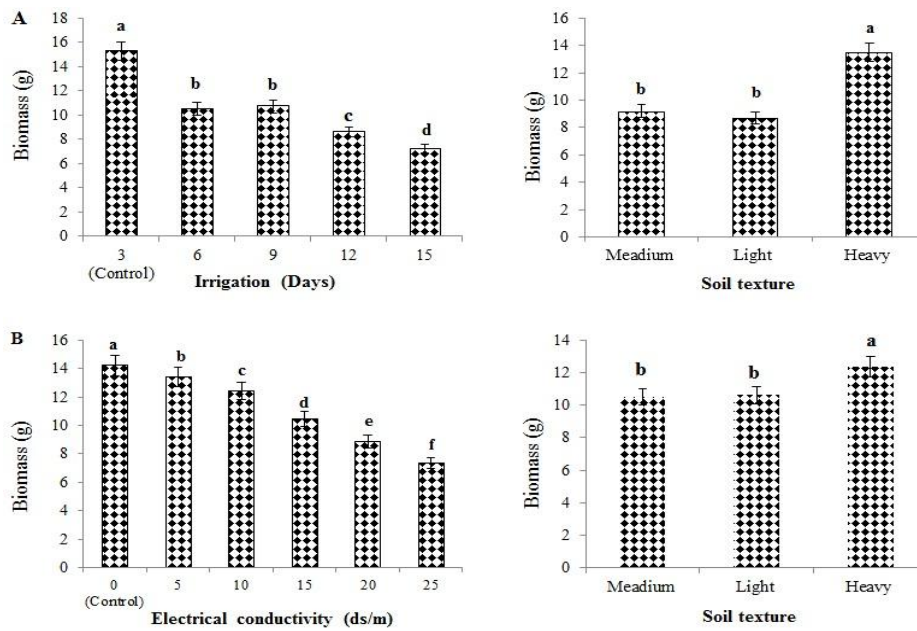 A
Biomass (g)
18
16
14
12
10
8
6
4
2
0
a
b
b
c
d
3
(Control)
6
9
12
15
Irrigation (Days)
Biomass (g)
16
14
12
10
8
6
4
2
0
b
b
a
Meadium
Light
Heavy
Soil texture
B
Biomass (g)
16
14
12
10
8
6
4
2
0
a
b
c
d
e
f
0
(Control)
5
10
15
20
25
Electrical conductivity (ds/m)
Biomass (g)
14
12
10
8
6
4
2
0
b
b
a
Meadium
Light
Heavy
Soil texture